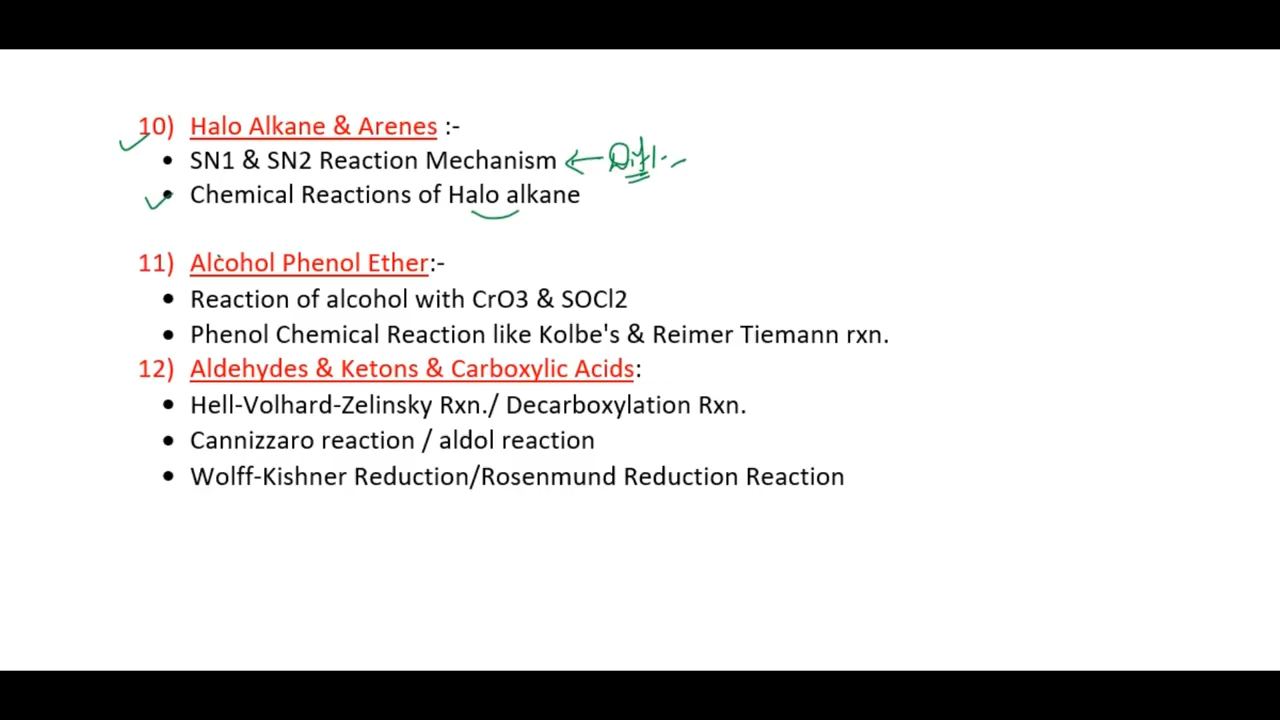 10) Halo Alkane & Arenes :-
• SN1 & SN2 Reaction Mechanism ← Diff.-
• Chemical Reactions of Halo alkane
11) Alcohol Phenol Ether:-
• Reaction of alcohol with CrO3 & SOCl2
• Phenol Chemical Reaction like Kolbe's & Reimer Tiemann rxn.
12) Aldehydes & Ketons & Carboxylic Acids:
• Hell-Volhard-Zelinsky Rxn./ Decarboxylation Rxn.
• Cannizzaro reaction / aldol reaction
• Wolff-Kishner Reduction/Rosenmund Reduction Reaction